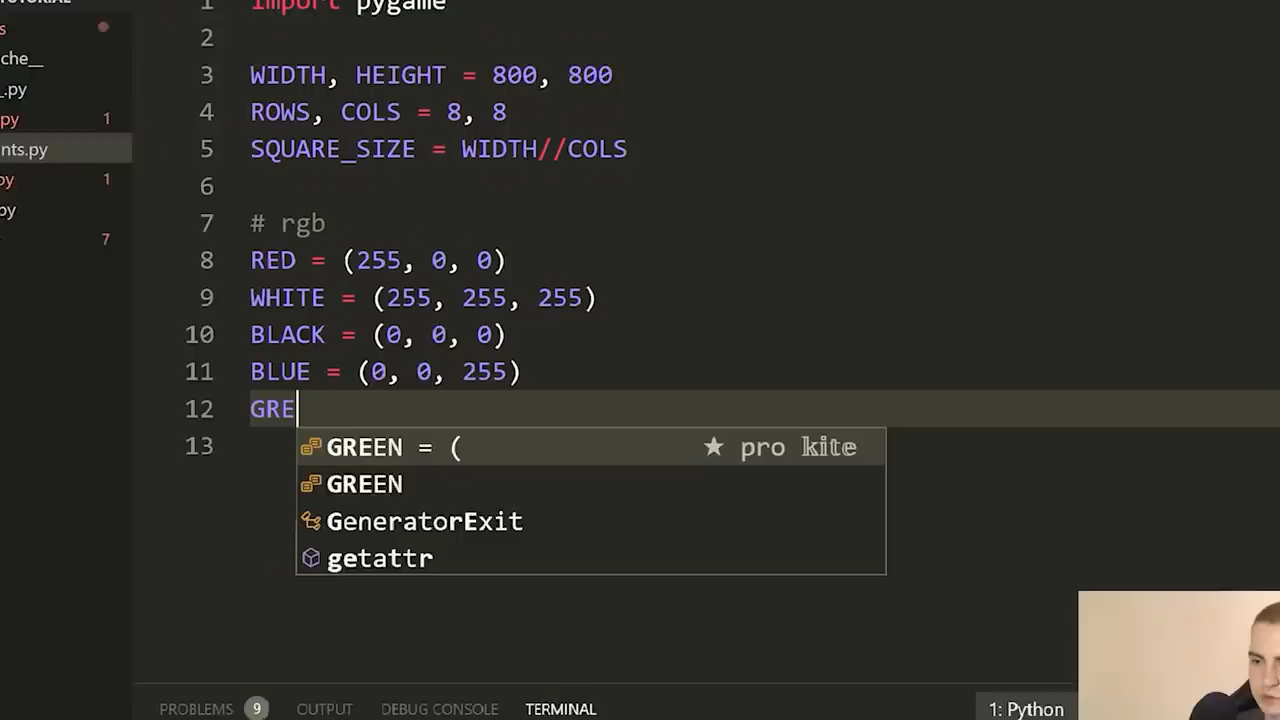 TUTORIAL
s
1 import pygame
2
che__
3 WIDTH, HEIGHT = 800, 800
_.py
4 ROWS, COLS = 8, 8
py 1
5 SQUARE_SIZE = WIDTH//COLS
nts.py
6
py 1
7 # rgb
py
7
8 RED = (255, 0, 0)
9 WHITE = (255, 255, 255)
10 BLACK = (0, 0, 0)
11 BLUE = (0, 0, 255)
12 GRE
13
GREEN = ( ★ pro kite
GREEN
GeneratorExit
getattr
PROBLEMS 9 OUTPUT DEBUG CONSOLE TERMINAL 1: Python